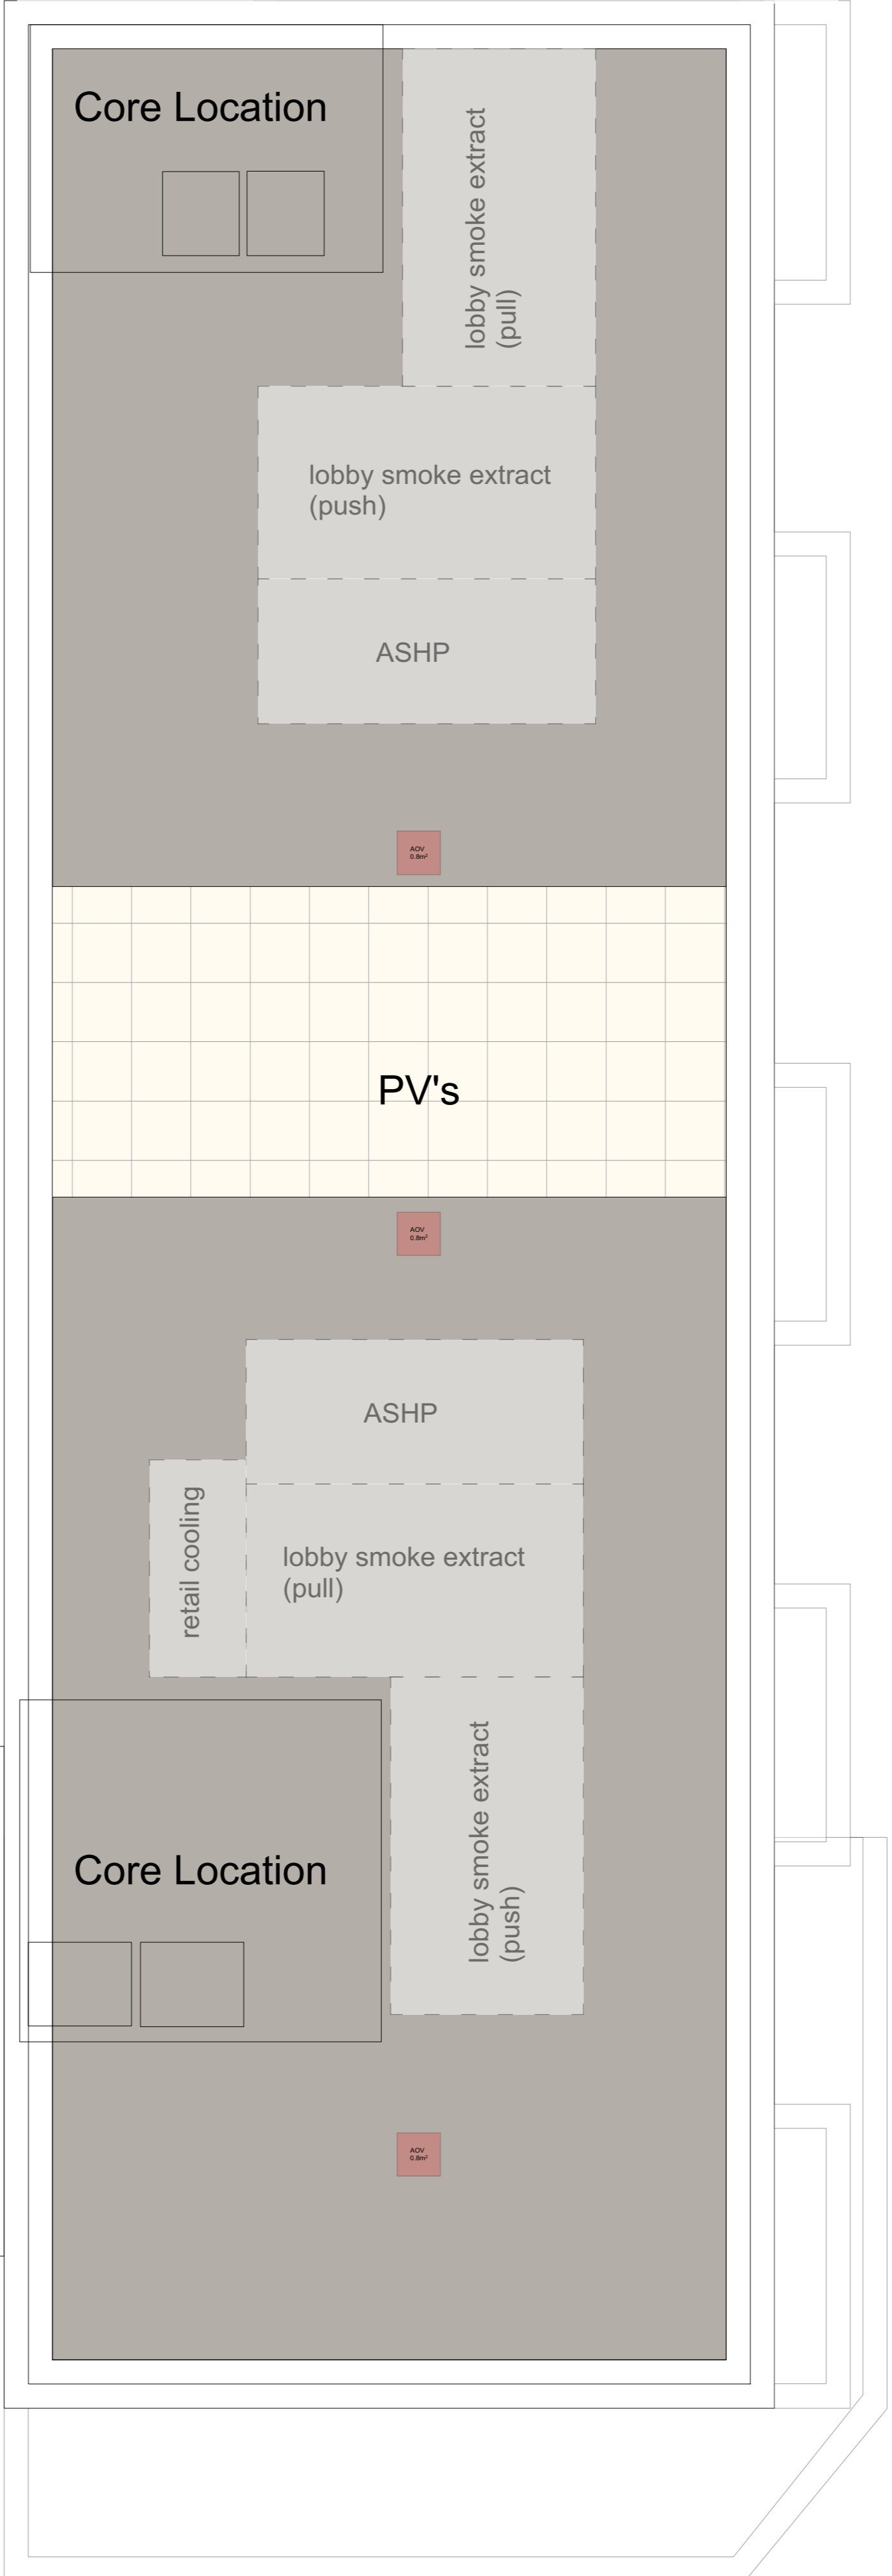 Core Location
lobby smoke extract
(pull)
lobby smoke extract
(push)
ASHP
AOV
0.8m²
PV's
AOV
0.8m²
ASHP
retail cooling
lobby smoke extract
(pull)
lobby smoke extract
(push)
Core Location
AOV
0.8m²